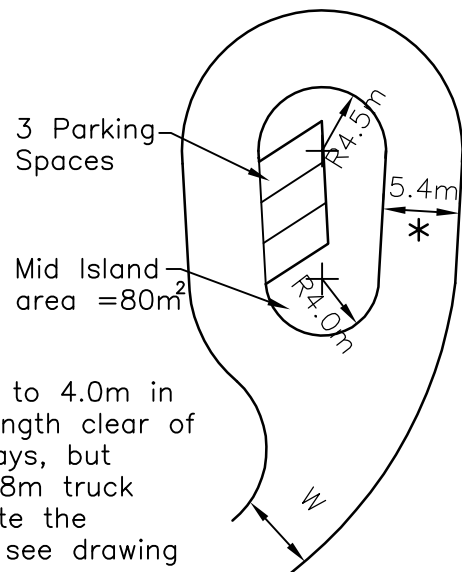 3 Parking
Spaces
R4.5m
5.4m
*
Mid Island
area =80m²
R4.0m
to 4.0m in
ngth clear of
ays, but
8m truck
te the
see drawing
W